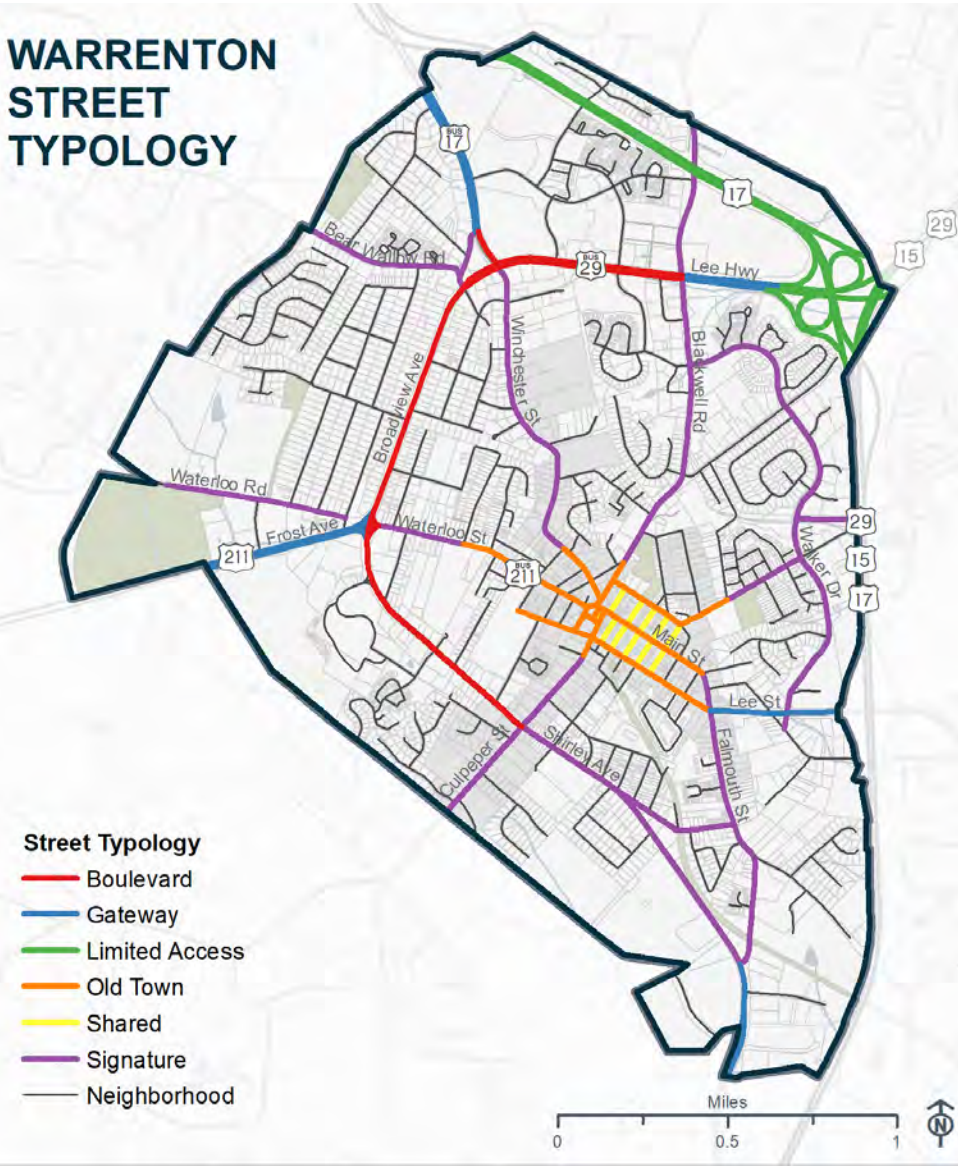 WARRENTON
STREET
TYPOLOGY
BUS
17
17
29
15
Bear Wallow Rd
BUS
29
Lee Hwy
Winchester St
Blackwell Rd
Broadview Ave
Waterloo Rd
Frost Ave
Waterloo St
211
BUS
211
29
15
17
Walker Dr
Main St
Lee St
Culpeper St
Shirley Ave
Falmouth St
Street Typology
Boulevard
Gateway
Limited Access
Old Town
Shared
Signature
Neighborhood
Miles
0 0.5 1
N